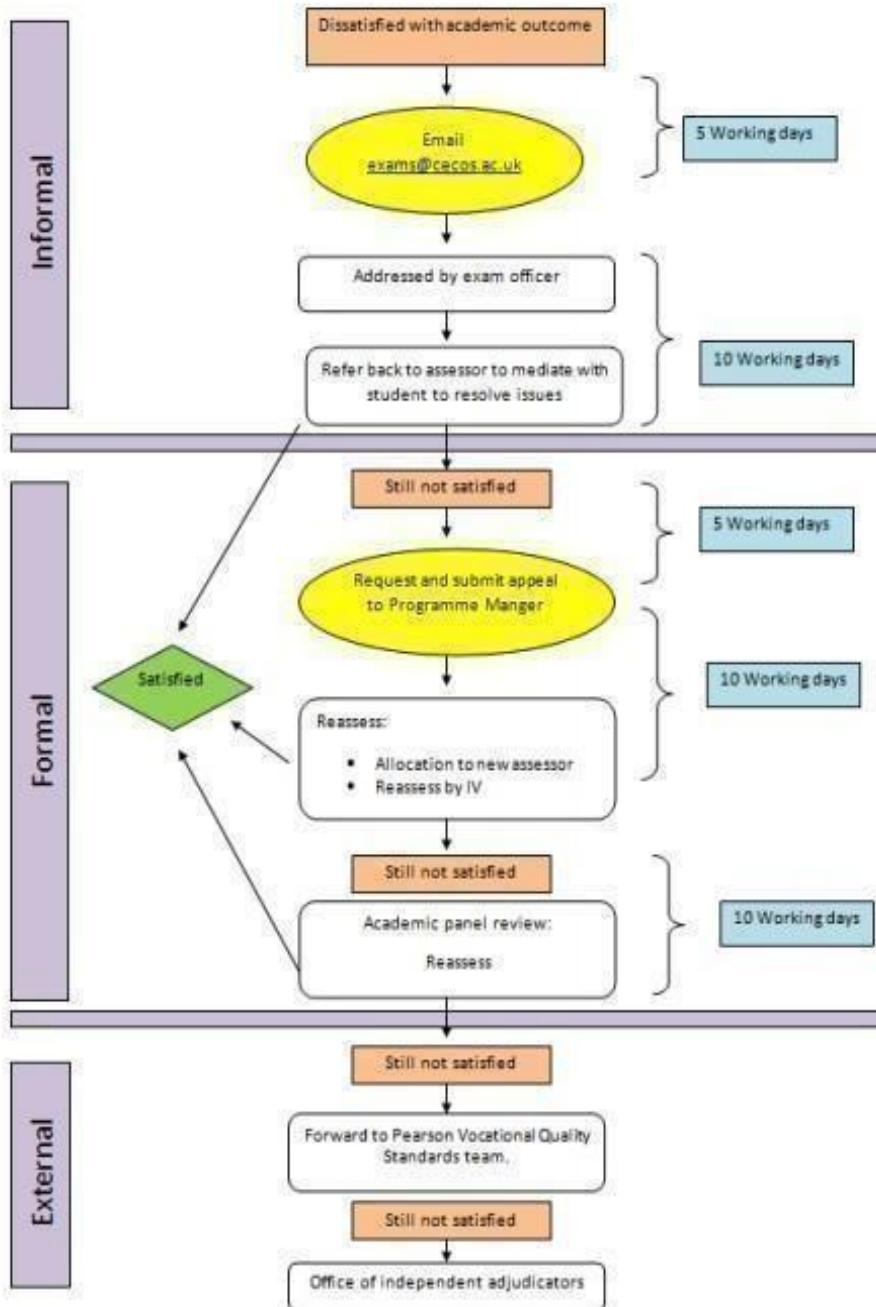 Informal
Dissatisfied with academic outcome
Email
exams@cecos.ac.uk
5 Working days
Addressed by exam officer
Refer back to assessor to mediate with
student to resolve issues
10 Working days
Formal
Still not satisfied
5 Working days
Request and submit appeal
to Programme Manger
Satisfied
10 Working days
Reassess:
• Allocation to new assessor
• Reassess by IV
Still not satisfied
Academic panel review:
Reassess
10 Working days
External
Still not satisfied
Forward to Pearson Vocational Quality
Standards team.
Still not satisfied
Office of independent adjudicators